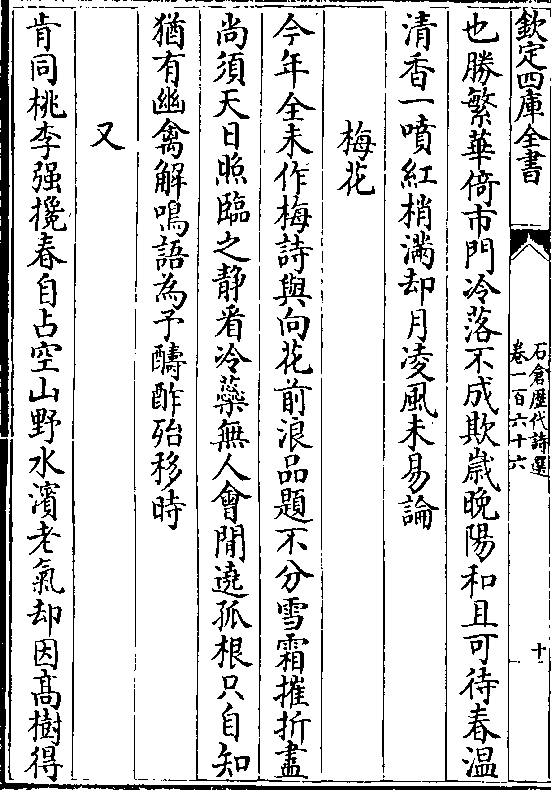 欽定四庫全書
石倉歷代詩選
卷一百六十六
十
也勝繁華倚市門冷落不成欺歳晚陽和且可待春溫
清香一噴紅梢滿却月凌風未易論
梅花
今年全未作梅詩與向花前浪品題不分雪霜摧折盡
尚須天日照臨之静看冷蘂無人會閒遶孤根只自知
猶有幽禽解鳴語為予醻酢殆移時
又
肯同桃李强攙春自占空山野水濱老氣却因髙樹得